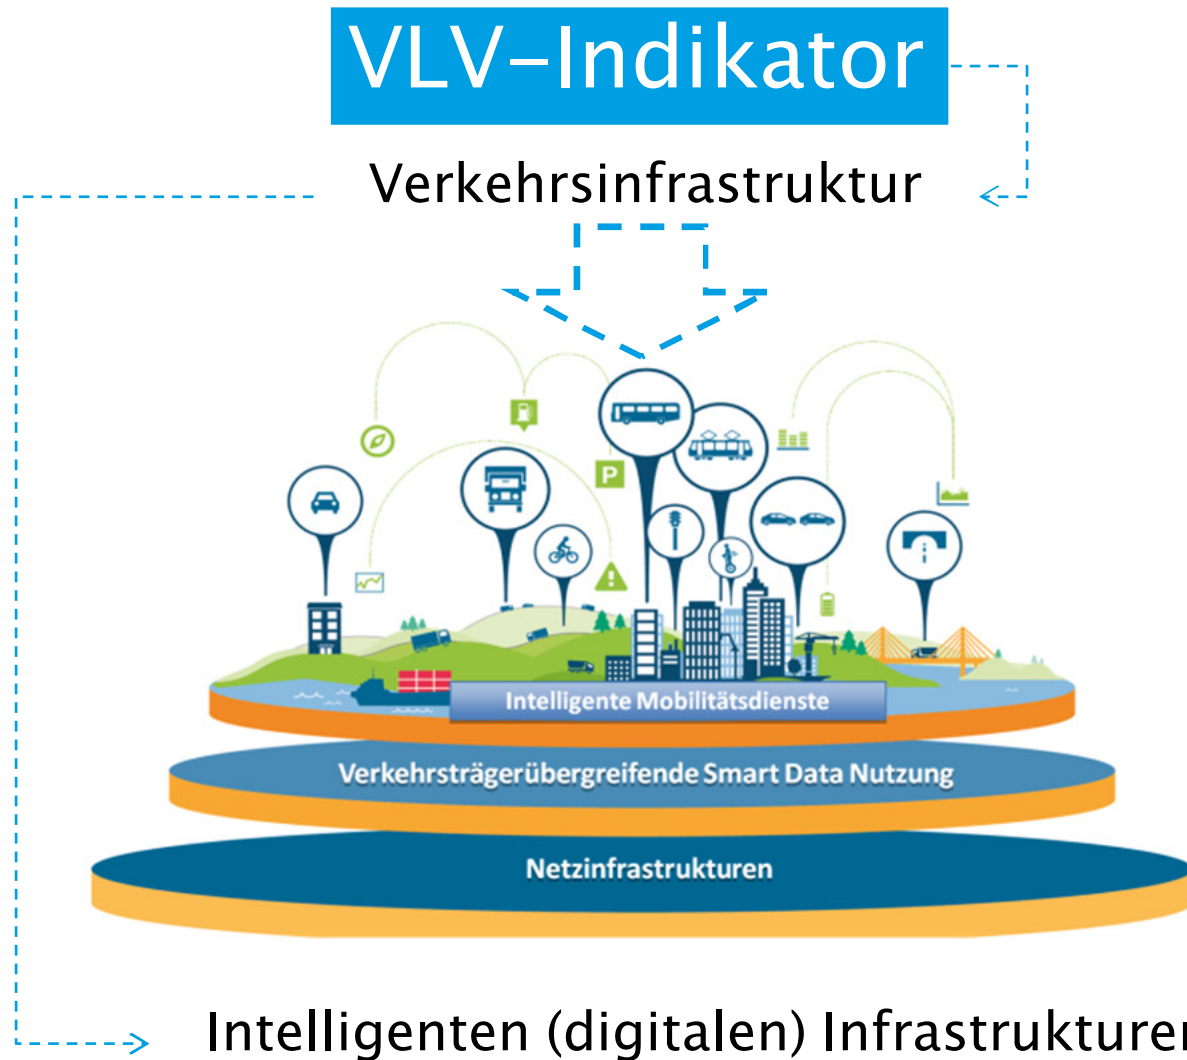 VLV-Indikator
Verkehrsinfrastruktur
P
Intelligente Mobilitätsdienste
Verkehrsträgerübergreifende Smart Data Nutzung
Netzinfrastrukturen
Intelligenten (digitalen) Infrastrukturen